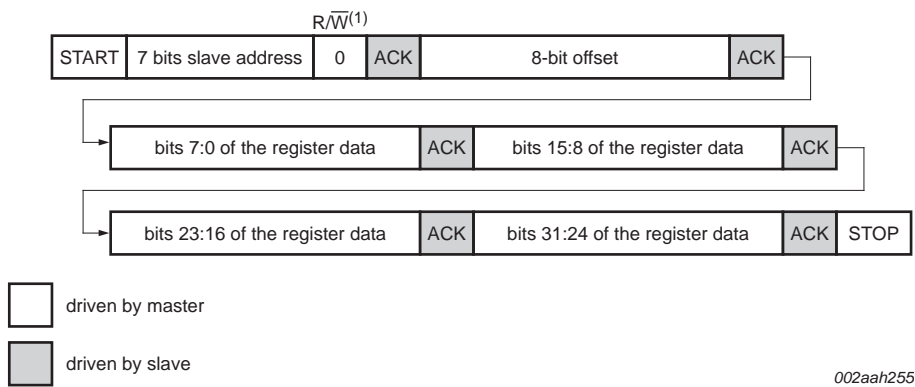 R/W(1)
START 7 bits slave address 0 ACK 8-bit offset ACK
bits 7:0 of the register data ACK bits 15:8 of the register data ACK
bits 23:16 of the register data ACK bits 31:24 of the register data ACK STOP
driven by master
driven by slave
002aah255